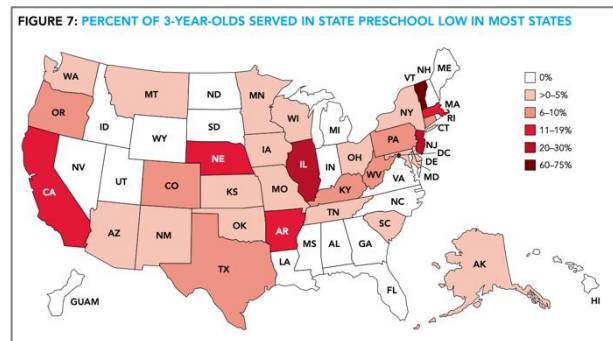 FIGURE 7: PERCENT OF 3-YEAR-OLDS SERVED IN STATE PRESCHOOL LOW IN MOST STATES
NH ME
VT
WA
MT
ND
MN
OR
ID
SD
WI
NY
MA
RI
CT
WY
MI
NJ
DC
DE
MD
NV
UT
CO
NE
IA
IL
IN
OH
PA
WV
VA
CA
KS
MO
KY
NC
TN
AZ
NM
OK
AR
SC
MS
AL
GA
TX
LA
FL
AK
HI
GUAM
0%
>0–5%
6–10%
11–19%
20–30%
60–75%